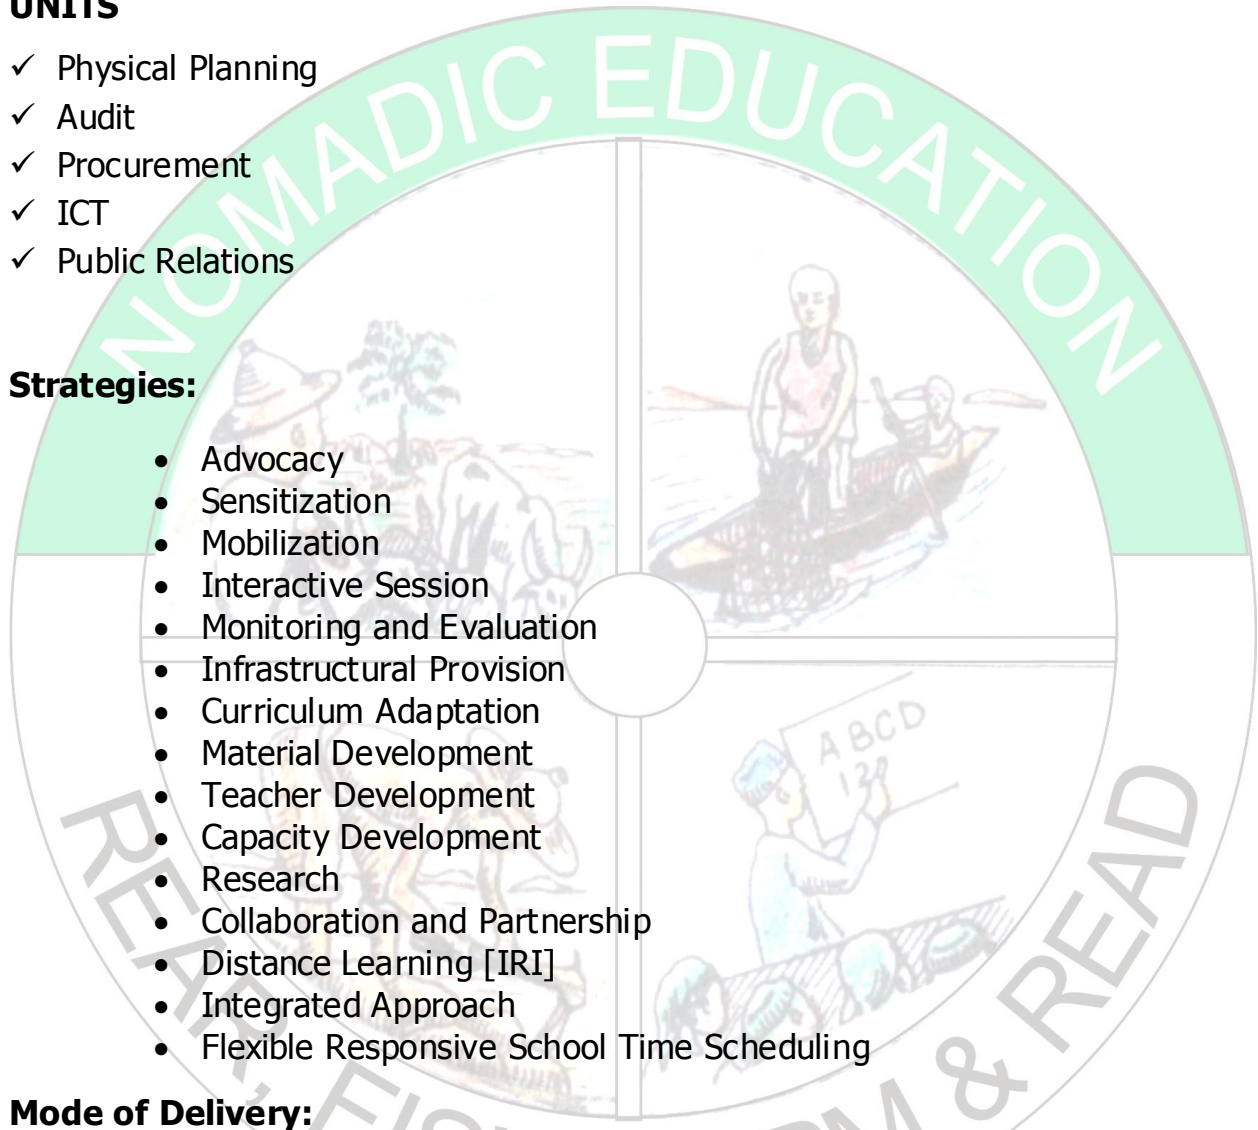 UNITS
✓ Physical Planning
✓ Audit
✓ Procurement
✓ ICT
✓ Public Relations
NOMADIC EDUCATION
Strategies:
• Advocacy
• Sensitization
• Mobilization
• Interactive Session
• Monitoring and Evaluation
• Infrastructural Provision
• Curriculum Adaptation
• Material Development
• Teacher Development
• Capacity Development
• Research
• Collaboration and Partnership
• Distance Learning [IRI]
• Integrated Approach
• Flexible Responsive School Time Scheduling
ABCD
REAR, & READ
Mode of Delivery: